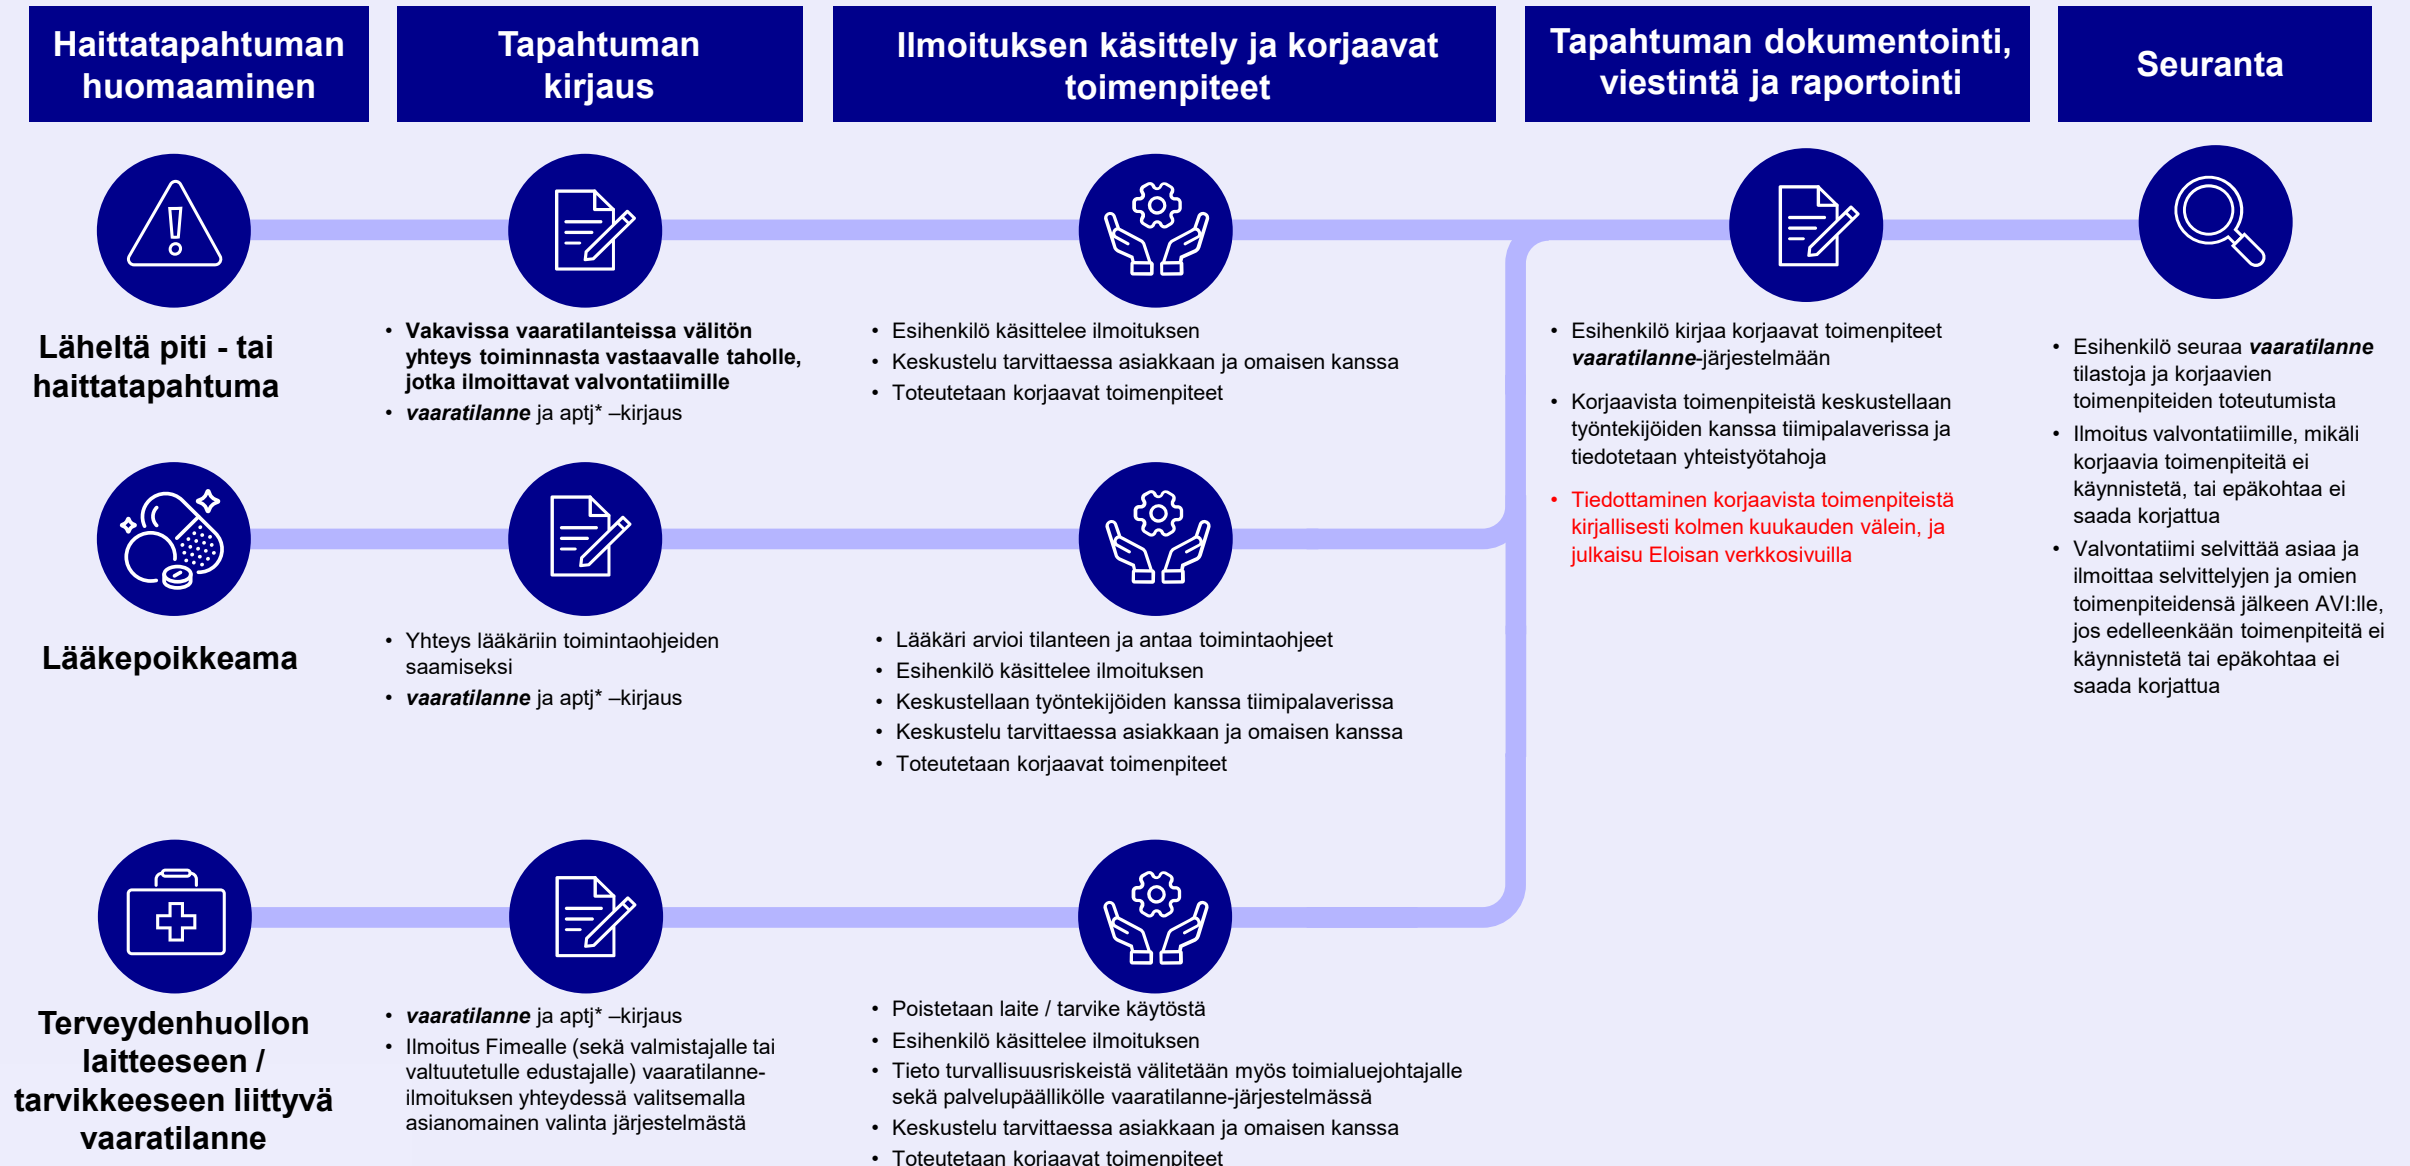 Haittatapahtuman
huomaaminen
Tapahtuman
kirjaus
Ilmoituksen käsittely ja korjaavat
toimenpiteet
Tapahtuman dokumentointi,
viestintä ja raportointi
Seuranta
Läheltä piti - tai
haittatapahtuma
• Vakavissa vaaratilanteissa välitön
yhteys toiminnasta vastaavalle taholle,
jotka ilmoittavat valvontatiimille
• vaaratilanne ja aptj* –kirjaus
• Esihenkilö käsittelee ilmoituksen
• Keskustelu tarvittaessa asiakkaan ja omaisen kanssa
• Toteutetaan korjaavat toimenpiteet
• Esihenkilö kirjaa korjaavat toimenpiteet
vaaratilanne-järjestelmään
• Korjaavista toimenpiteistä keskustellaan
työntekijöiden kanssa tiimipalaverissa ja
tiedotetaan yhteistyötahoja
• Tiedottaminen korjaavista toimenpiteistä
kirjallisesti kolmen kuukauden välein, ja
julkaisu Eloisan verkkosivuilla
• Esihenkilö seuraa vaaratilanne
tilastoja ja korjaavien
toimenpiteiden toteutumista
• Ilmoitus valvontatiimille, mikäli
korjaavia toimenpiteitä ei
käynnistetä, tai epäkohtaa ei
saada korjattua
• Valvontatiimi selvittää asiaa ja
ilmoittaa selvittelyjen ja omien
toimenpiteidensä jälkeen AVI:lle,
jos edelleenkään toimenpiteitä ei
käynnistetä tai epäkohtaa ei
saada korjattua
Lääkepoikkeama
• Yhteys lääkäriin toimintaohjeiden
saamiseksi
• vaaratilanne ja aptj* –kirjaus
• Lääkäri arvioi tilanteen ja antaa toimintaohjeet
• Esihenkilö käsittelee ilmoituksen
• Keskustellaan työntekijöiden kanssa tiimipalaverissa
• Keskustelu tarvittaessa asiakkaan ja omaisen kanssa
• Toteutetaan korjaavat toimenpiteet
Terveydenhuollon
laitteeseen /
tarvikkeeseen liittyvä
vaaratilanne
• vaaratilanne ja aptj* –kirjaus
• Ilmoitus Fimealle (sekä valmistajalle tai
valtuutetulle edustajalle) vaaratilanne-
ilmoituksen yhteydessä valitsemalla
asianomainen valinta järjestelmästä
• Poistetaan laite / tarvike käytöstä
• Esihenkilö käsittelee ilmoituksen
• Tieto turvallisuusriskeistä välitetään myös toimialuejohtajalle
sekä palvelupäällikölle vaaratilanne-järjestelmässä
• Keskustelu tarvittaessa asiakkaan ja omaisen kanssa
• Toteutetaan korjaavat toimenpiteet